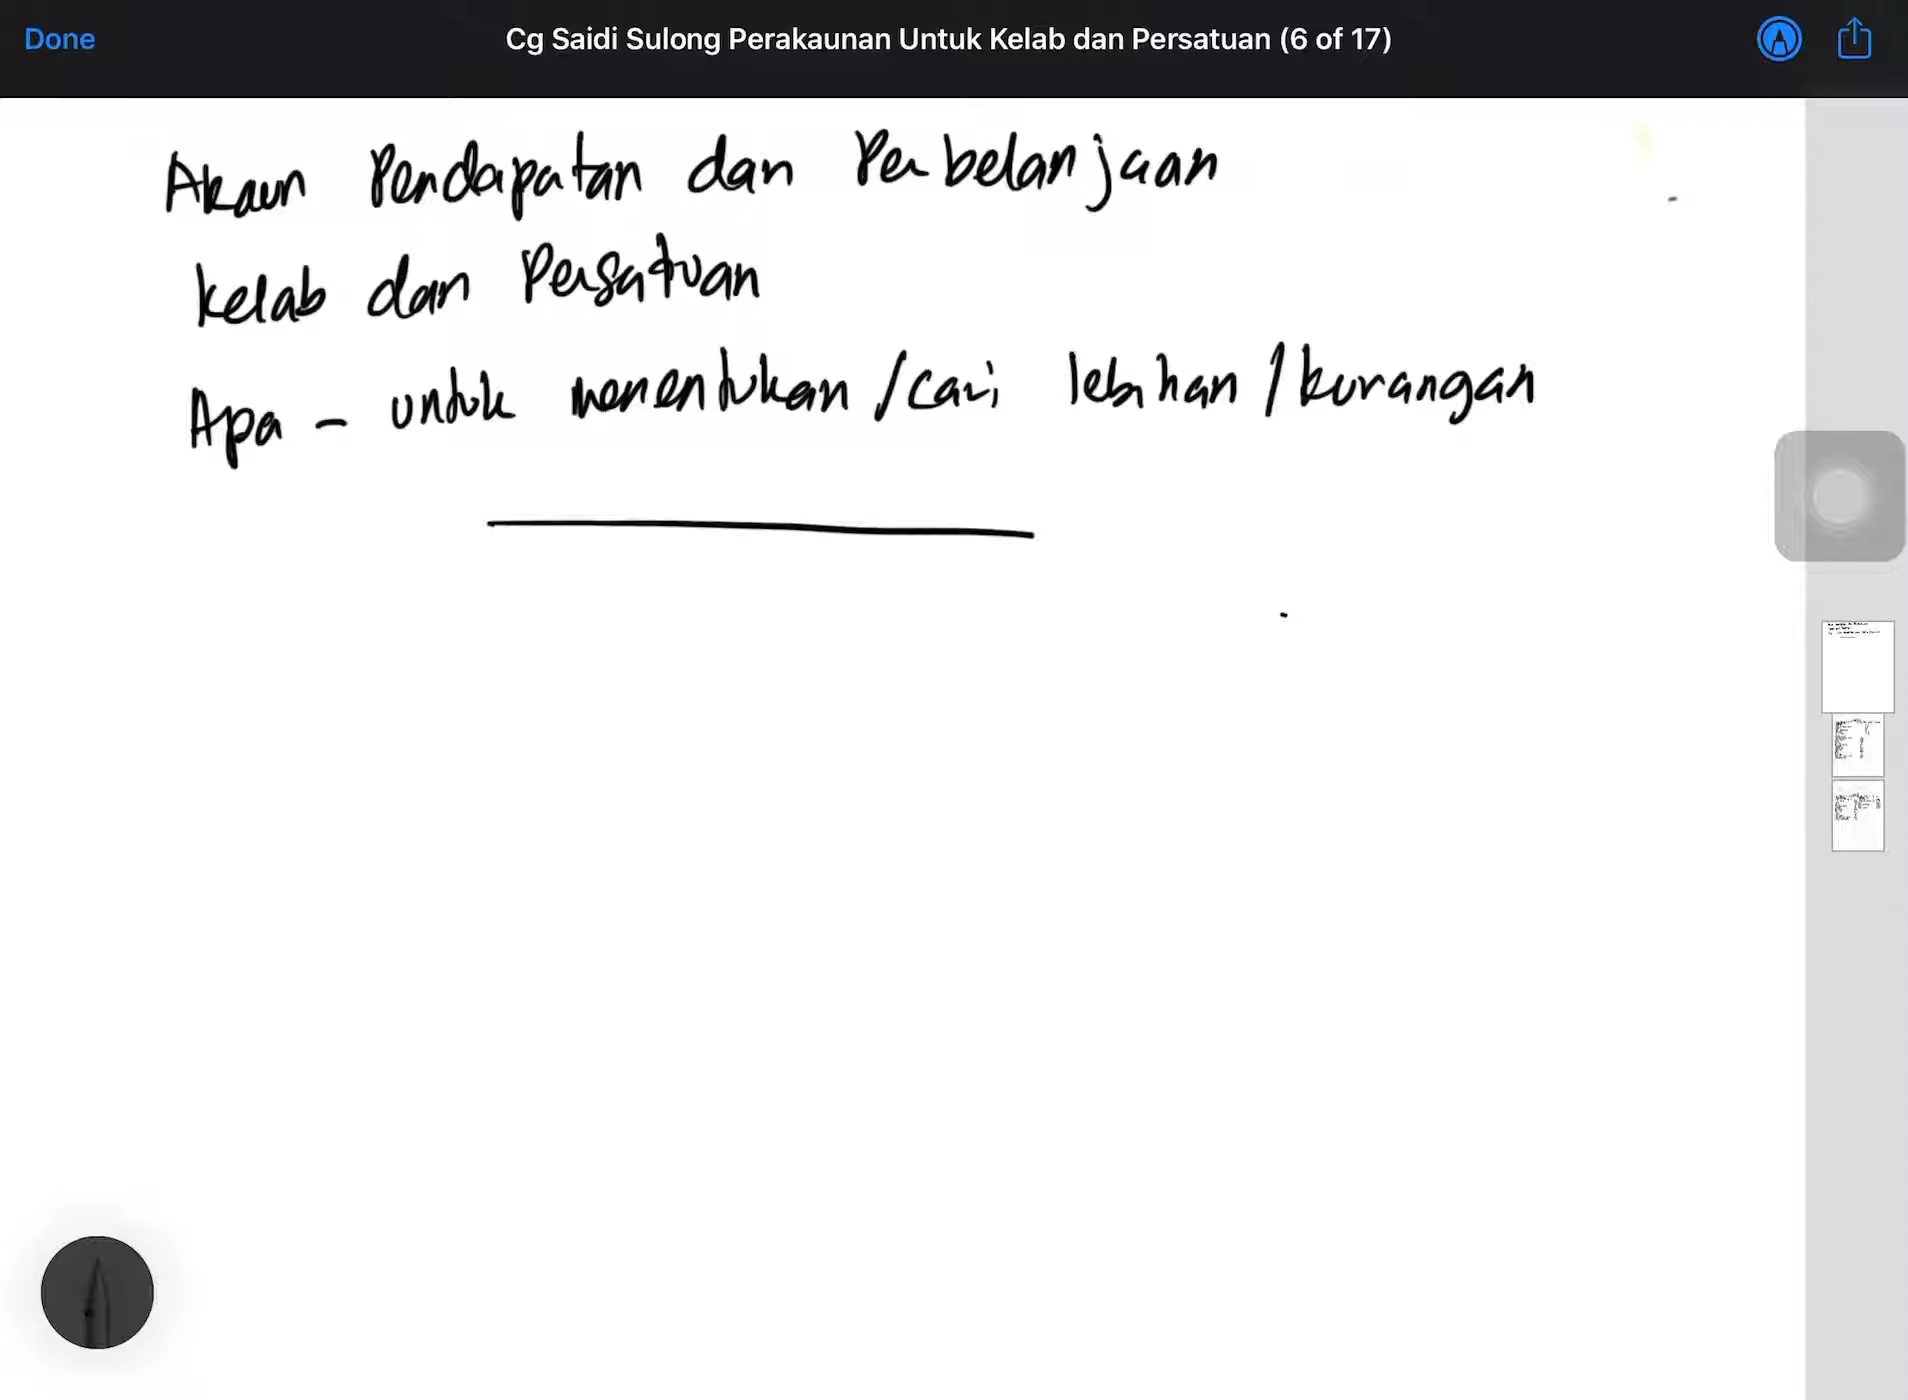 Done
Cg Saidi Sulong Perakaunan Untuk Kelab dan Persatuan (6 of 17)
Akaun Pendapatan dan Perbelanjaan
Kelab dan Persatuan
Apa - untuk menentukan / cari lebihan / kurangan